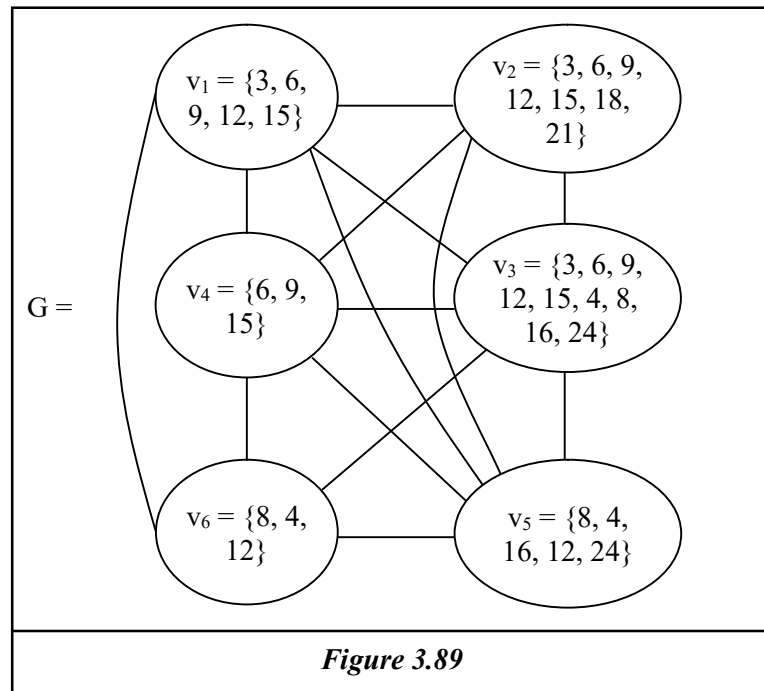 v₁ = {3, 6,
9, 12, 15}
v₂ = {3, 6, 9,
12, 15, 18,
21}
G =
v₄ = {6, 9,
15}
v₃ = {3, 6, 9,
12, 15, 4, 8,
16, 24}
v₆ = {8, 4,
12}
v₅ = {8, 4,
16, 12, 24}
Figure 3.89